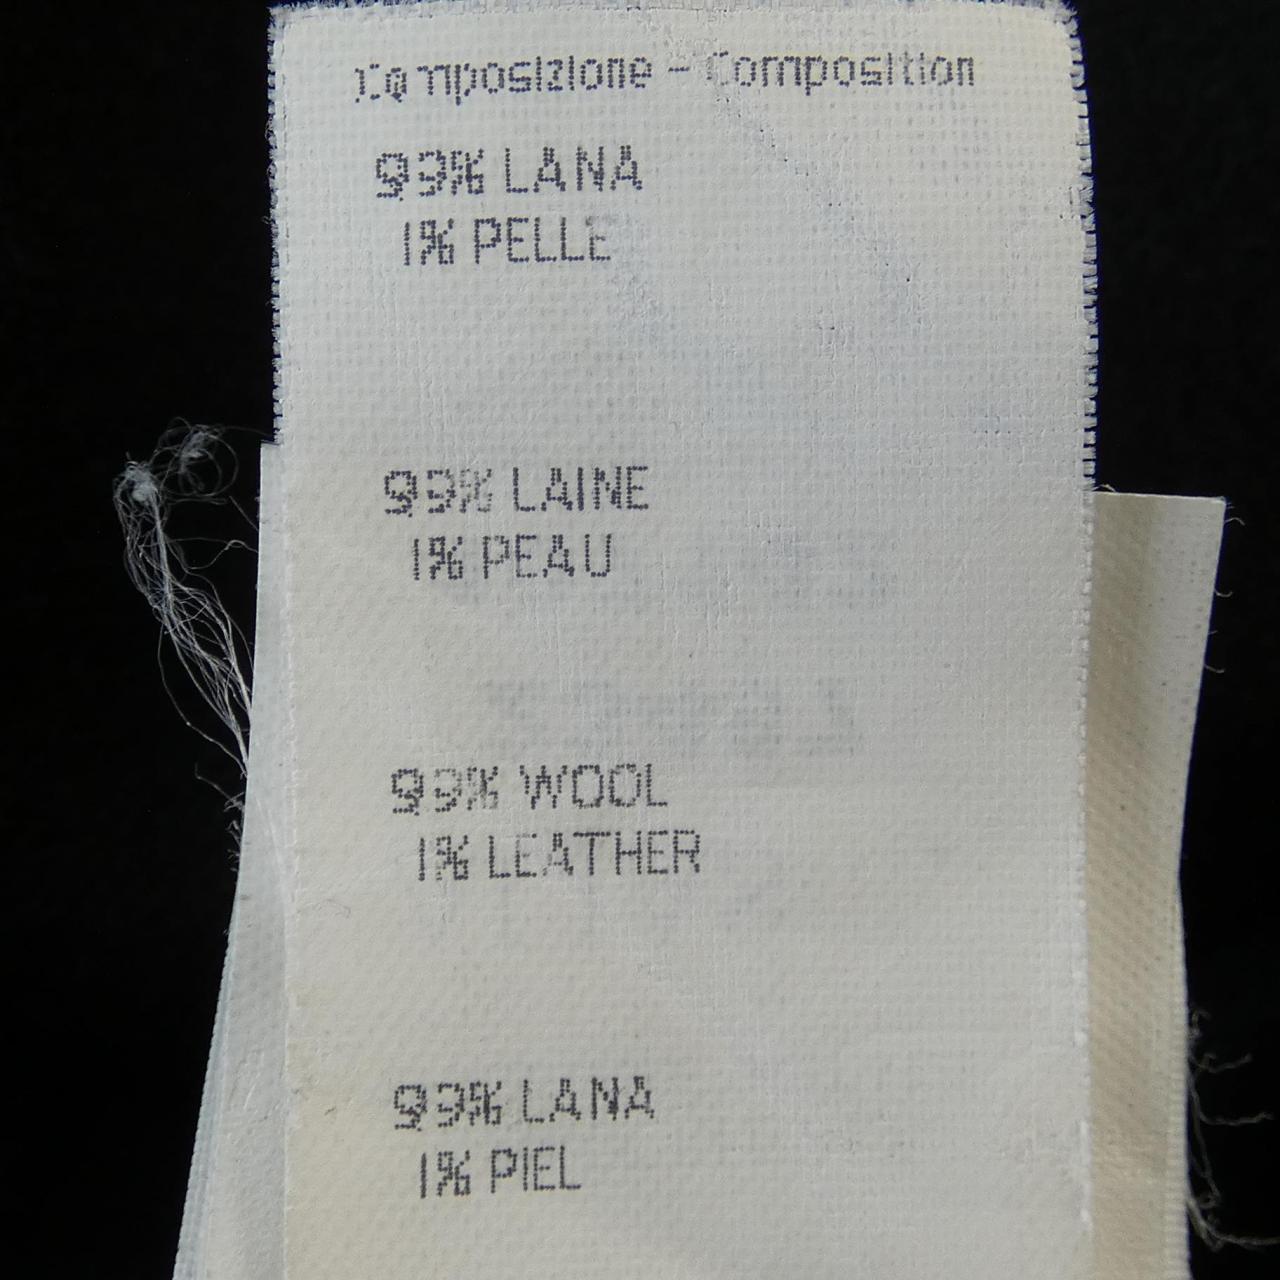 Composizione - Composition
99% LANA
1% PELLE
99% LAINE
1% PEAU
99% WOOL
1% LEATHER
99% LANA
1% PIEL